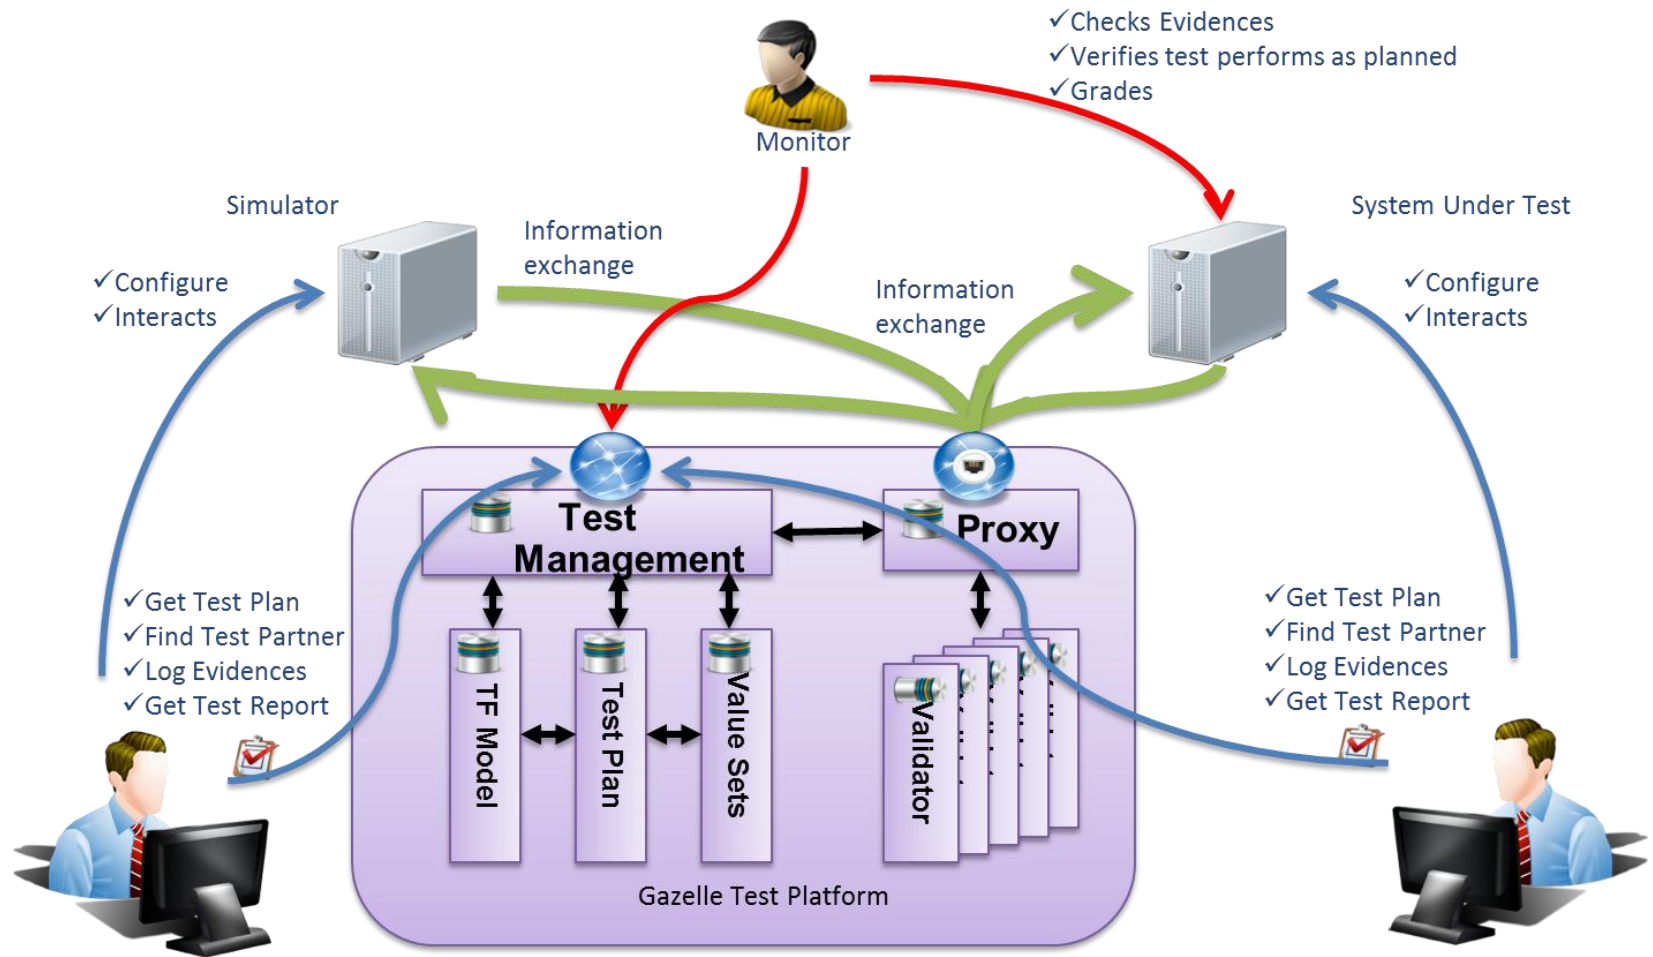 ✓Checks Evidences
✓Verifies test performs as planned
✓Grades
Monitor
Simulator
System Under Test
Information
exchange
Information
exchange
✓Configure
✓Interacts
✓Configure
✓Interacts
Test
Management
Proxy
✓Get Test Plan
✓Find Test Partner
✓Log Evidences
✓Get Test Report
✓Get Test Plan
✓Find Test Partner
✓Log Evidences
✓Get Test Report
TF Model
Test Plan
Value Sets
Validator
Gazelle Test Platform